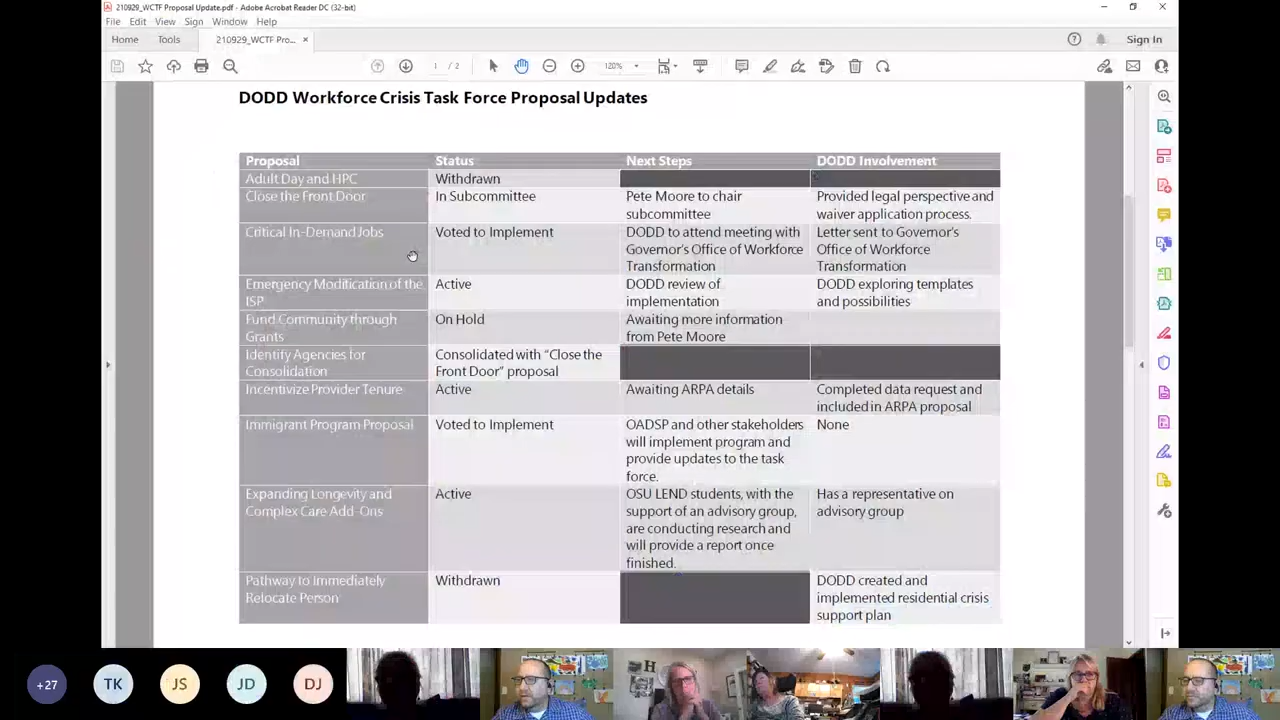 210929_WCTF Proposal Update.pdf - Adobe Acrobat Reader DC (32-bit)
File Edit View Sign Window Help
Home Tools 210929_WCTF Pro... × Sign In
1 / 2 120%
DODD Workforce Crisis Task Force Proposal Updates
Proposal Status Next Steps DODD Involvement
Adult Day and HPC Withdrawn
Close the Front Door In Subcommittee Pete Moore to chair Provided legal perspective and
subcommittee waiver application process.
Critical In-Demand Jobs Voted to Implement DODD to attend meeting with Letter sent to Governor's
Governor's Office of Workforce Office of Workforce
Transformation Transformation
Emergency Modification of the Active DODD review of DODD exploring templates
ISP implementation and possibilities
Fund Community through On Hold Awaiting more information
Grants from Pete Moore
Identify Agencies for Consolidated with "Close the
Consolidation Front Door" proposal
Incentivize Provider Tenure Active Awaiting ARPA details Completed data request and
included in ARPA proposal
Immigrant Program Proposal Voted to Implement OADSP and other stakeholders None
will implement program and
provide updates to the task
force.
Expanding Longevity and Active OSU LEND students, with the Has a representative on
Complex Care Add-Ons support of an advisory group, advisory group
are conducting research and
will provide a report once
finished.
Pathway to Immediately Withdrawn DODD created and
Relocate Person implemented residential crisis
support plan
+27 TK JS JD DJ
H